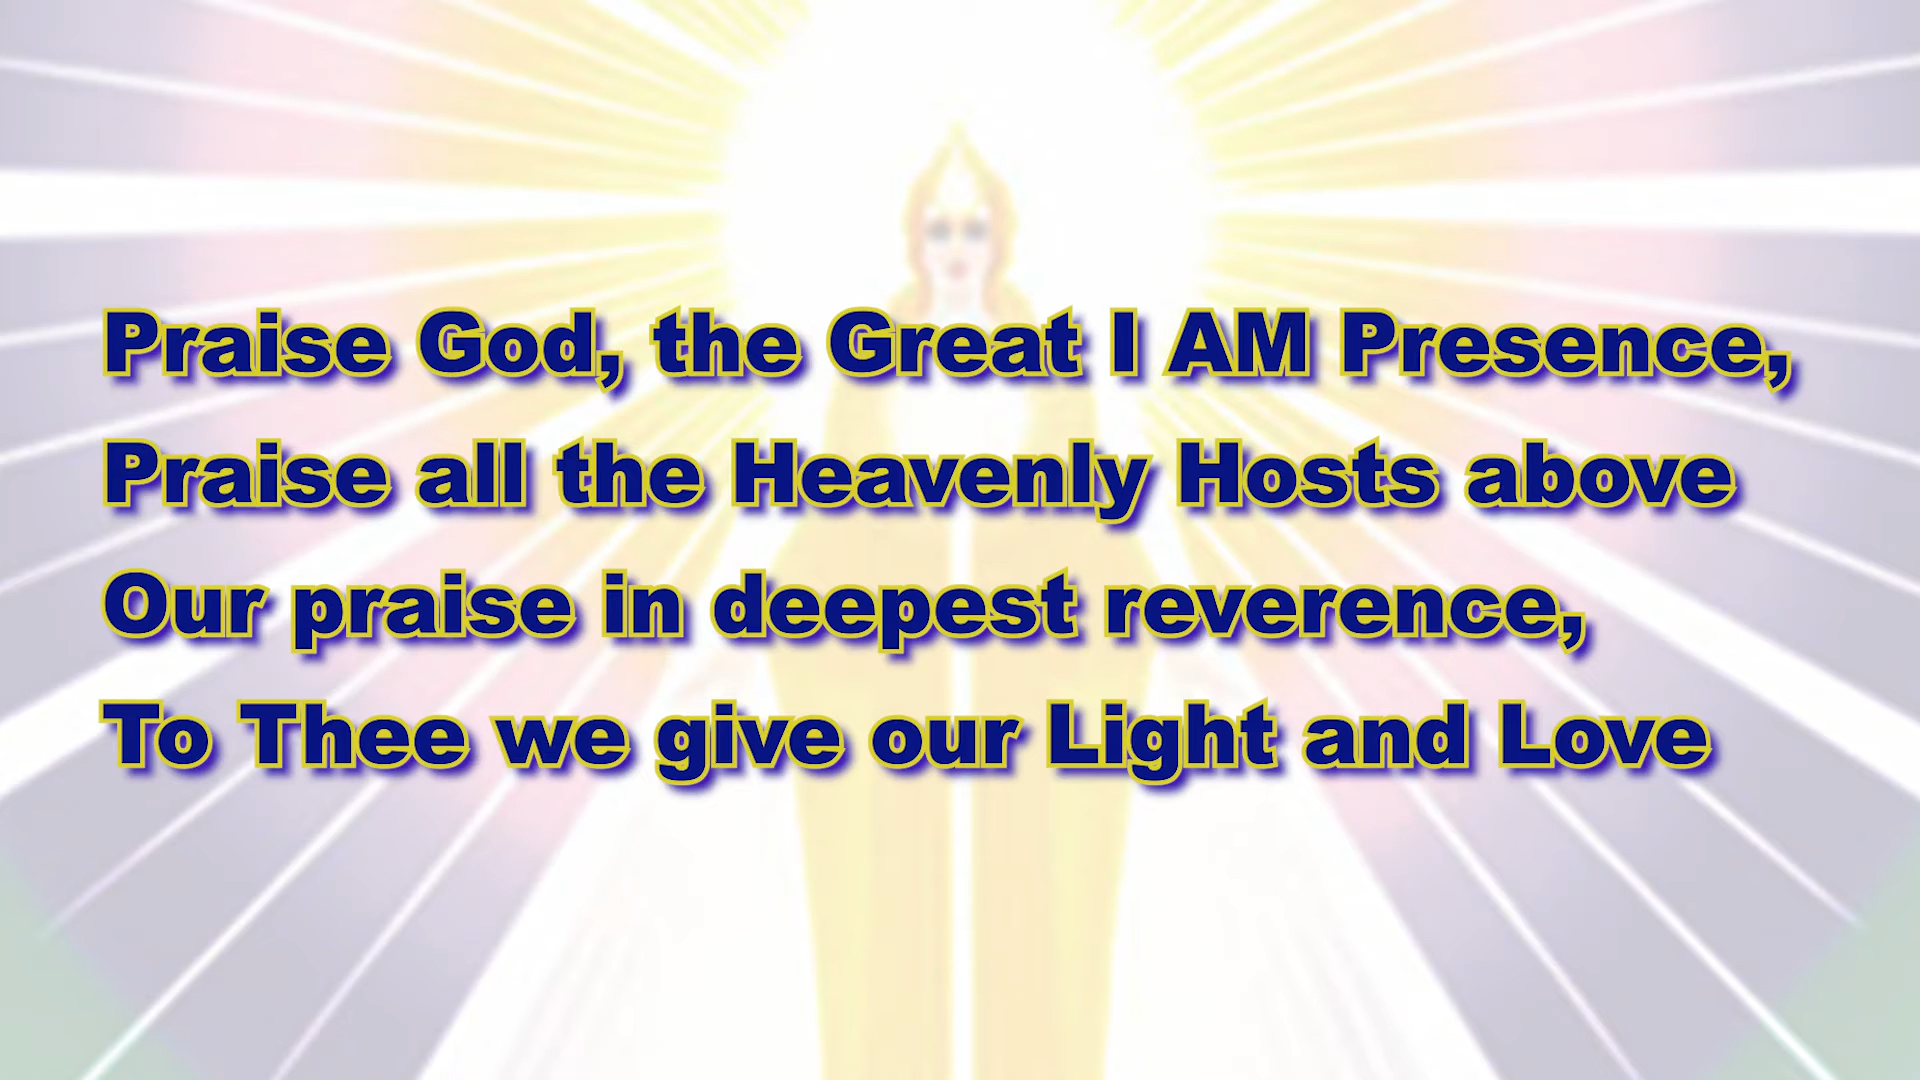 Praise God, the Great I AM Presence,
Praise all the Heavenly Hosts above
Our praise in deepest reverence,
To Thee we give our Light and Love